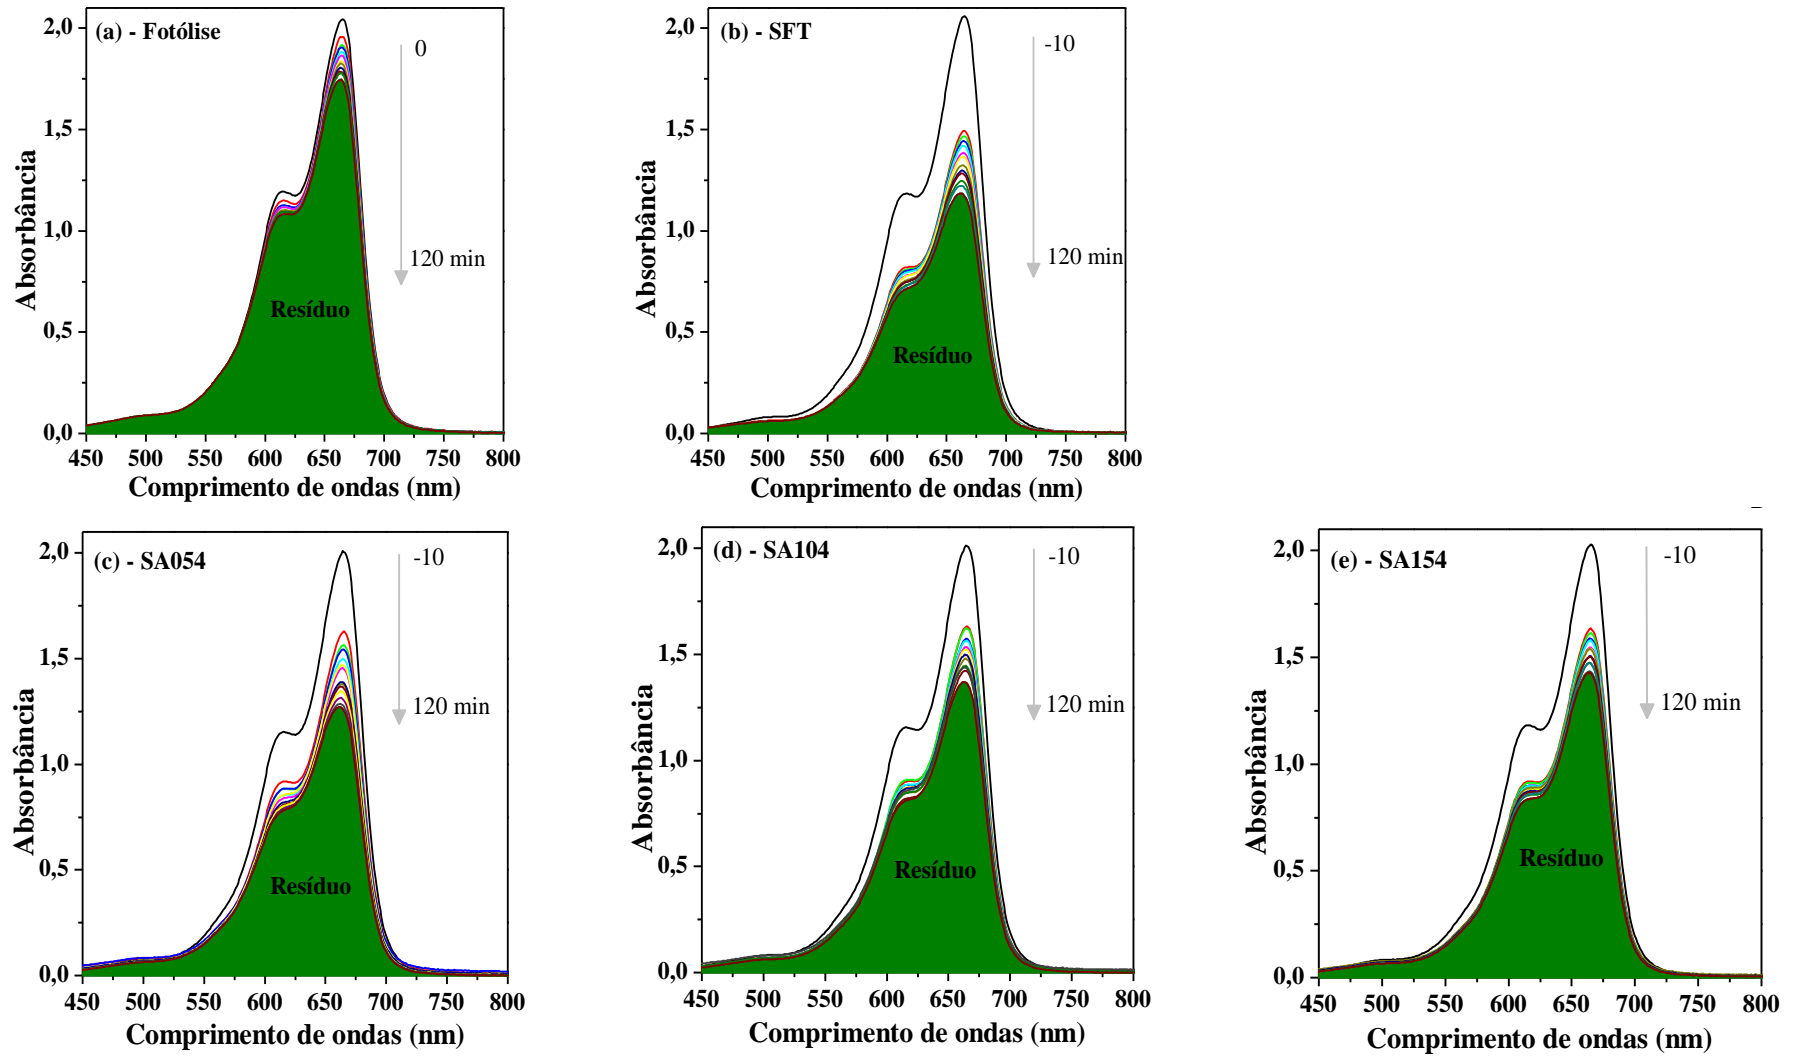 (a) - Fotólise
0
120 min
Resíduo
2,0
1,5
1,0
0,5
0,0
Absorbância
450 500 550 600 650 700 750 800
Comprimento de ondas (nm)
(b) - SFT
-10
120 min
Resíduo
2,0
1,5
1,0
0,5
0,0
Absorbância
450 500 550 600 650 700 750 800
Comprimento de ondas (nm)
(c) - SA054
-10
120 min
Resíduo
2,0
1,5
1,0
0,5
0,0
Absorbância
450 500 550 600 650 700 750 800
Comprimento de ondas (nm)
(d) - SA104
-10
120 min
Resíduo
2,0
1,5
1,0
0,5
0,0
Absorbância
450 500 550 600 650 700 750 800
Comprimento de ondas (nm)
(e) - SA154
-10
120 min
Resíduo
2,0
1,5
1,0
0,5
0,0
Absorbância
450 500 550 600 650 700 750 800
Comprimento de ondas (nm)